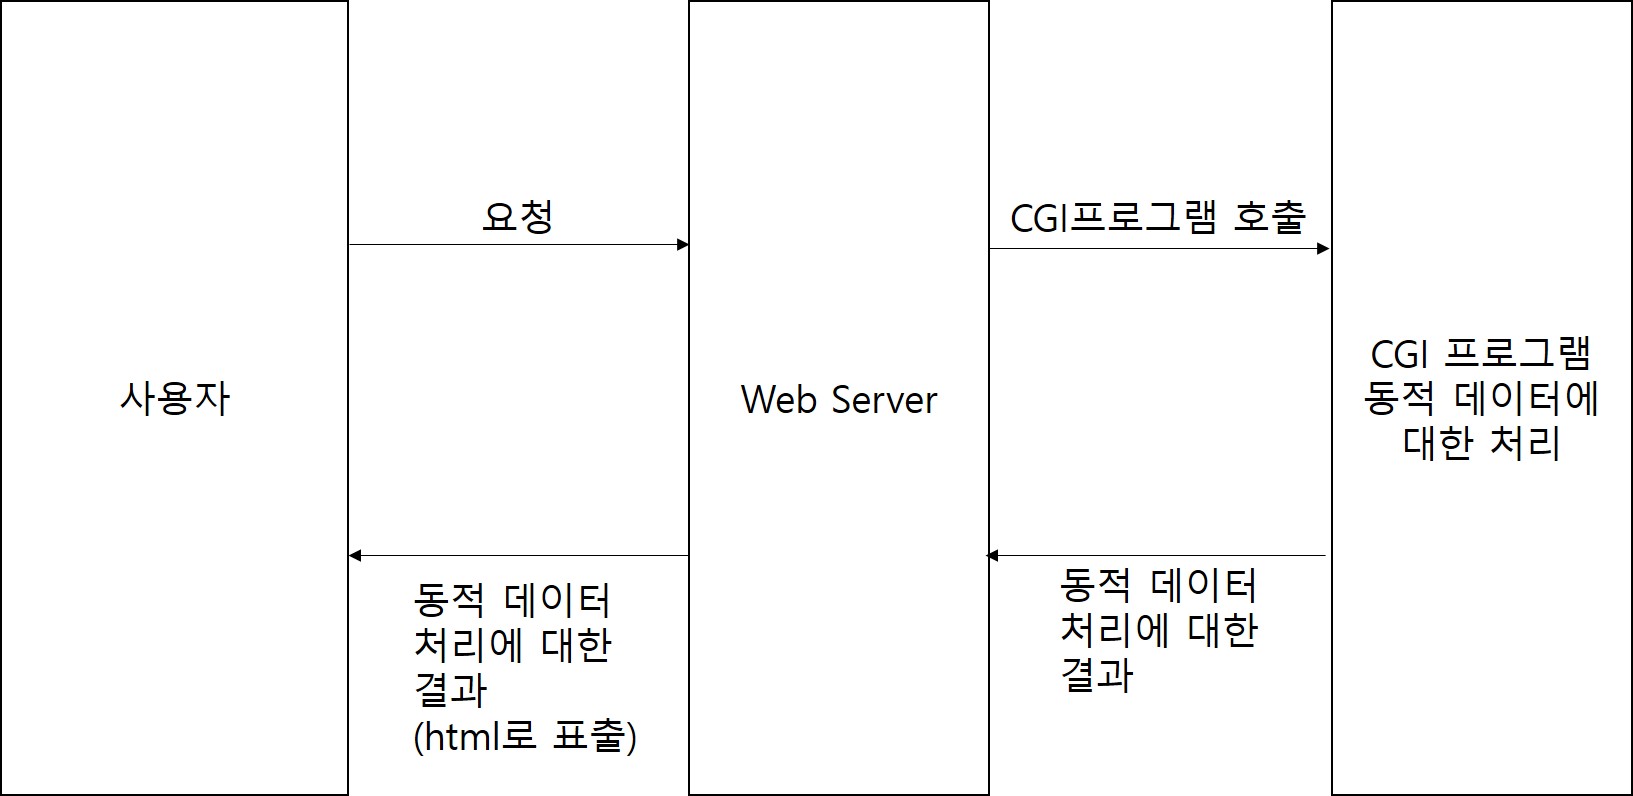 요청
CGI프로그램 호출
사용자
Web Server
CGI 프로그램
동적 데이터에
대한 처리
동적 데이터
처리에 대한
결과
(html로 표출)
동적 데이터
처리에 대한
결과